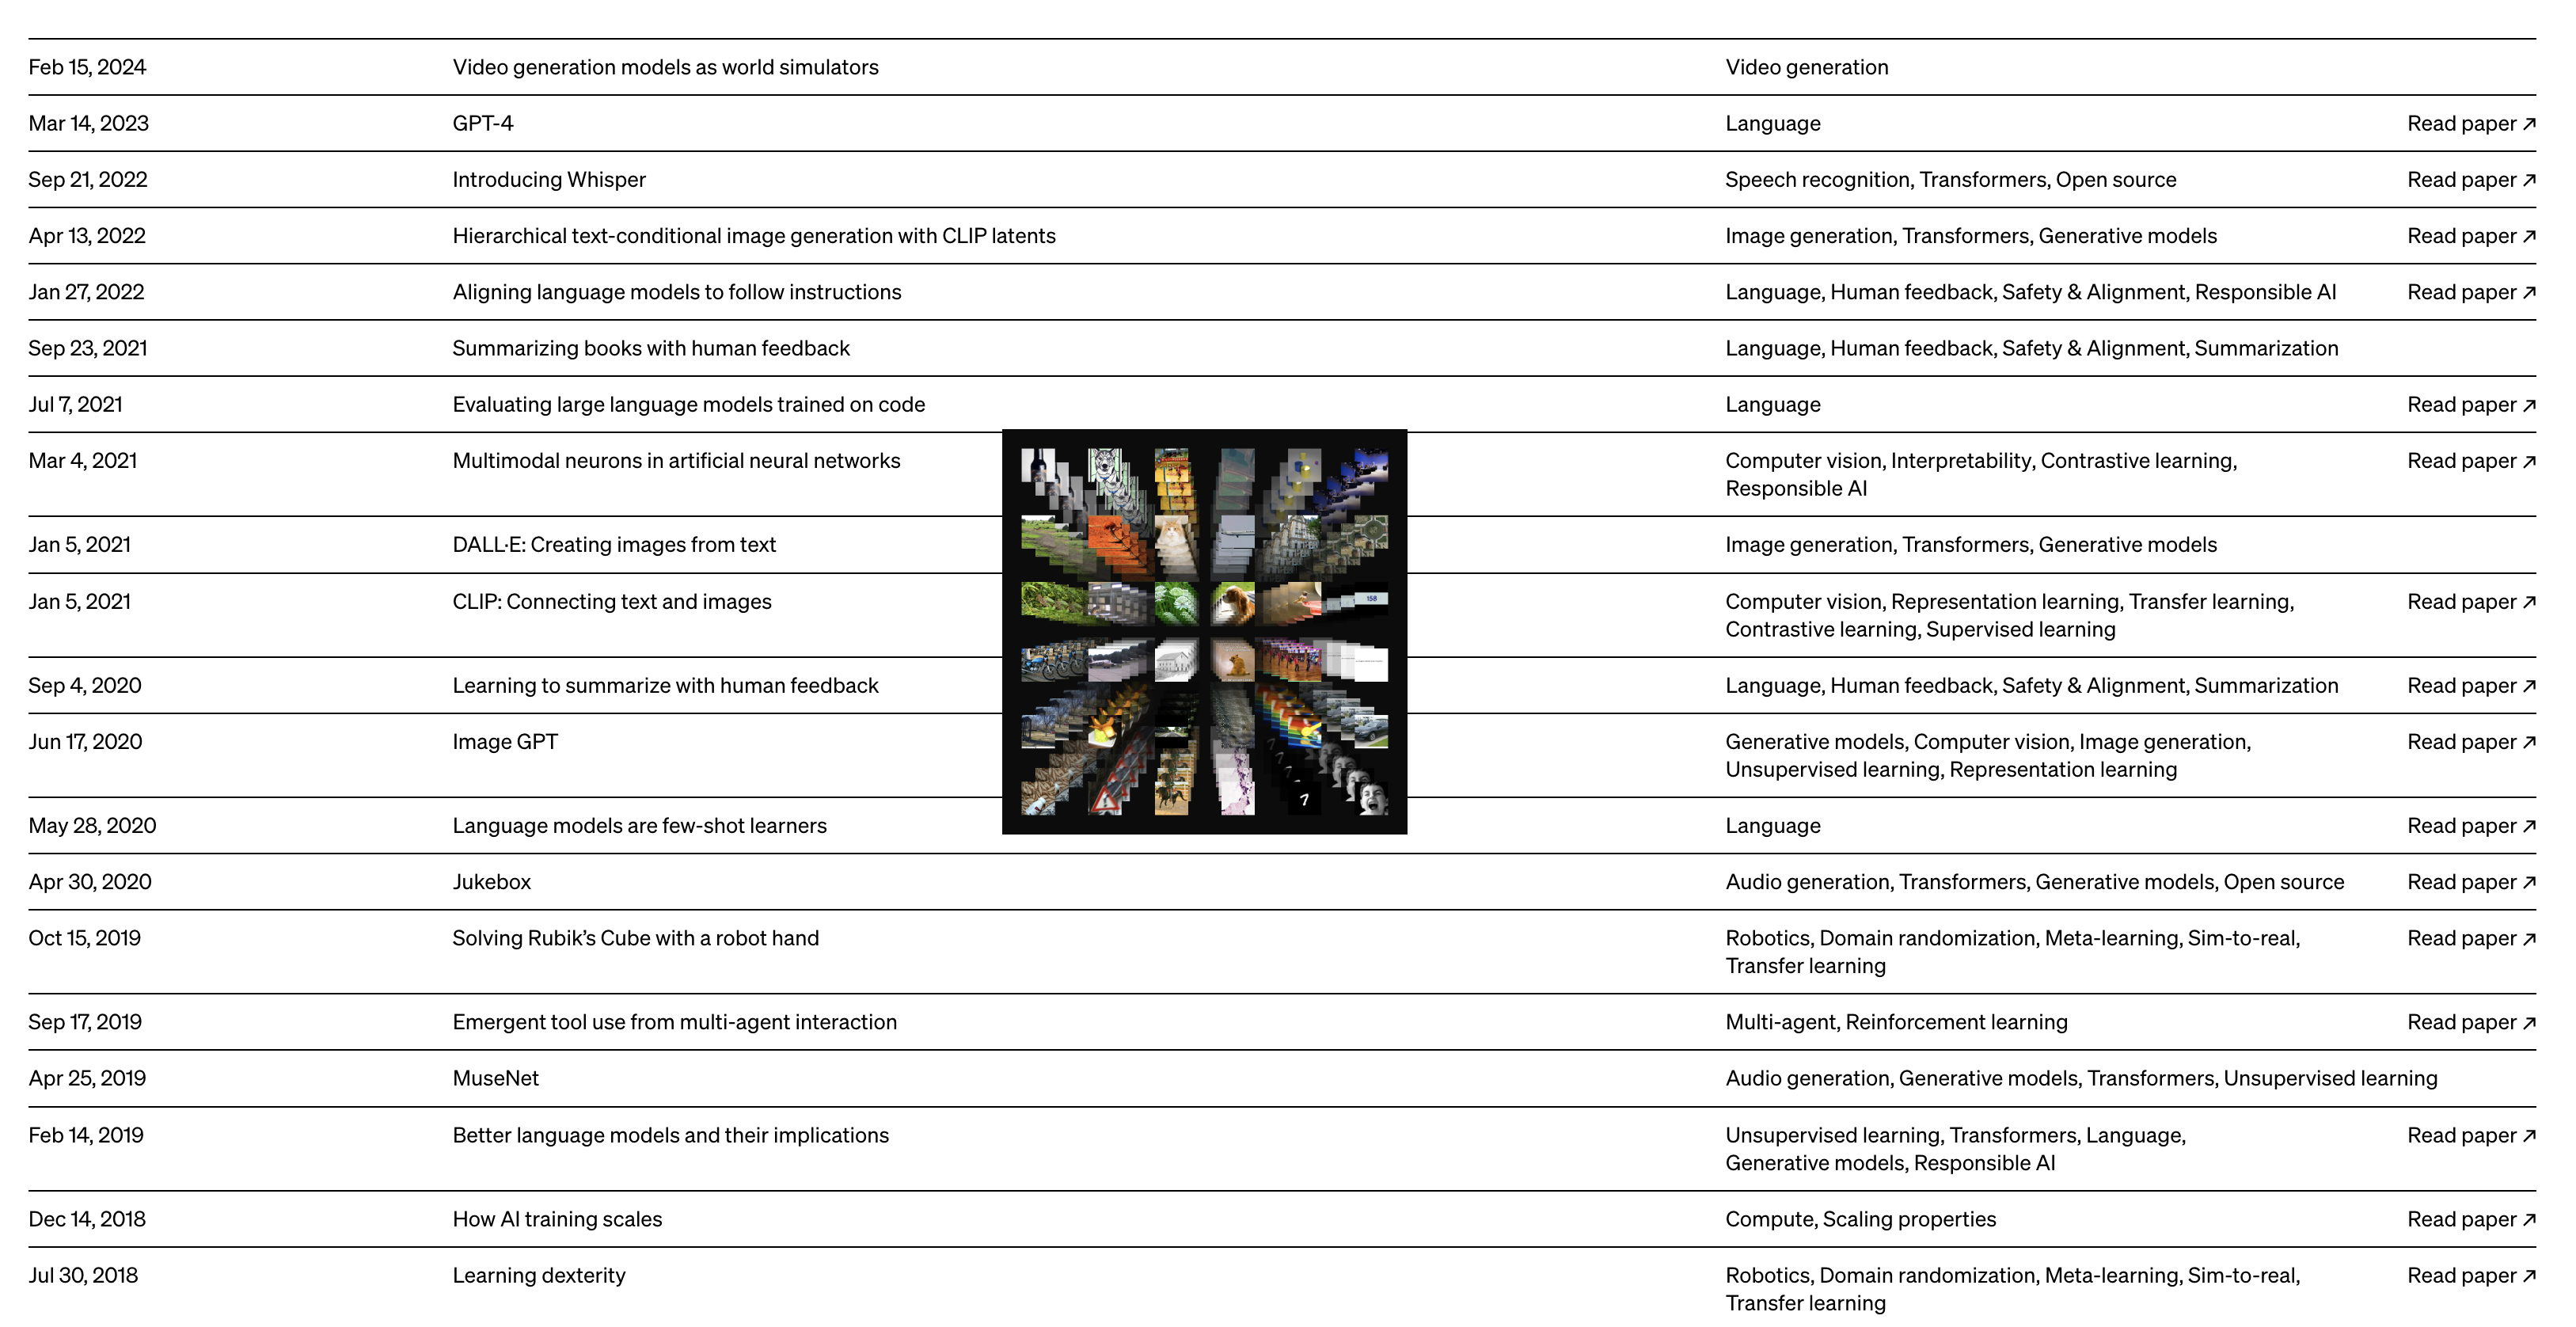 Feb 15, 2024 Video generation models as world simulators Video generation
Mar 14, 2023 GPT-4 Language Read paper ↗
Sep 21, 2022 Introducing Whisper Speech recognition, Transformers, Open source Read paper ↗
Apr 13, 2022 Hierarchical text-conditional image generation with CLIP latents Image generation, Transformers, Generative models Read paper ↗
Jan 27, 2022 Aligning language models to follow instructions Language, Human feedback, Safety & Alignment, Responsible AI Read paper ↗
Sep 23, 2021 Summarizing books with human feedback Language, Human feedback, Safety & Alignment, Summarization
Jul 7, 2021 Evaluating large language models trained on code Language Read paper ↗
Mar 4, 2021 Multimodal neurons in artificial neural networks Computer vision, Interpretability, Contrastive learning, Read paper ↗
Responsible AI
Jan 5, 2021 DALL·E: Creating images from text Image generation, Transformers, Generative models
Jan 5, 2021 CLIP: Connecting text and images Computer vision, Representation learning, Transfer learning, Read paper ↗
158
Contrastive learning, Supervised learning
Sep 4, 2020 Learning to summarize with human feedback Language, Human feedback, Safety & Alignment, Summarization Read paper ↗
Jun 17, 2020 Image GPT Generative models, Computer vision, Image generation, Read paper ↗
Unsupervised learning, Representation learning
7
May 28, 2020 Language models are few-shot learners Language Read paper ↗
Apr 30, 2020 Jukebox Audio generation, Transformers, Generative models, Open source Read paper ↗
Oct 15, 2019 Solving Rubik’s Cube with a robot hand Robotics, Domain randomization, Meta-learning, Sim-to-real, Read paper ↗
Transfer learning
Sep 17, 2019 Emergent tool use from multi-agent interaction Multi-agent, Reinforcement learning Read paper ↗
Apr 25, 2019 MuseNet Audio generation, Generative models, Transformers, Unsupervised learning
Feb 14, 2019 Better language models and their implications Unsupervised learning, Transformers, Language, Read paper ↗
Generative models, Responsible AI
Dec 14, 2018 How AI training scales Compute, Scaling properties Read paper ↗
Jul 30, 2018 Learning dexterity Robotics, Domain randomization, Meta-learning, Sim-to-real, Read paper ↗
Transfer learning